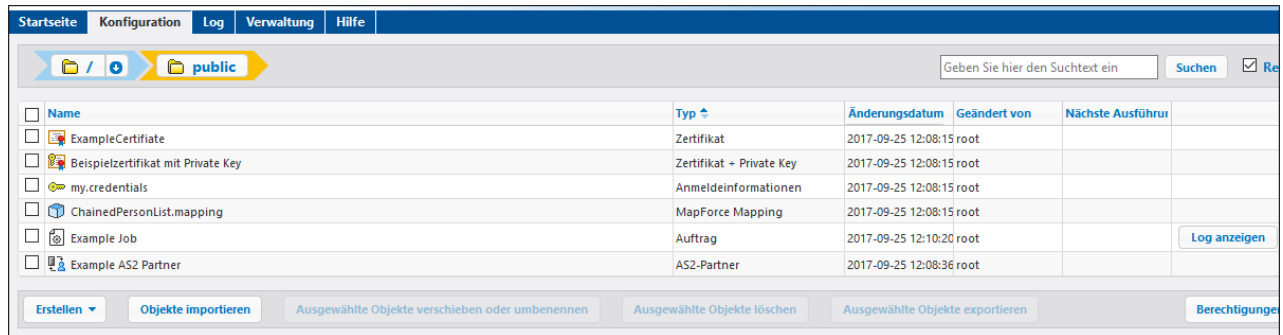 Startseite Konfiguration Log Verwaltung Hilfe
/ public Geben Sie hier den Suchtext ein Suchen Re
Name Typ Änderungsdatum Geändert von Nächste Ausführur
ExampleCertifiate Zertifikat 2017-09-25 12:08:15 root
Beispielzertifikat mit Private Key Zertifikat + Private Key 2017-09-25 12:08:15 root
my.credentials Anmeldeinformationen 2017-09-25 12:08:15 root
ChainedPersonList.mapping MapForce Mapping 2017-09-25 12:08:15 root
Example Job Auftrag 2017-09-25 12:10:20 root Log anzeigen
Example AS2 Partner AS2-Partner 2017-09-25 12:08:36 root
Erstellen Objekte importieren Ausgewählte Objekte verschieben oder umbenennen Ausgewählte Objekte löschen Ausgewählte Objekte exportieren Berechtigunge